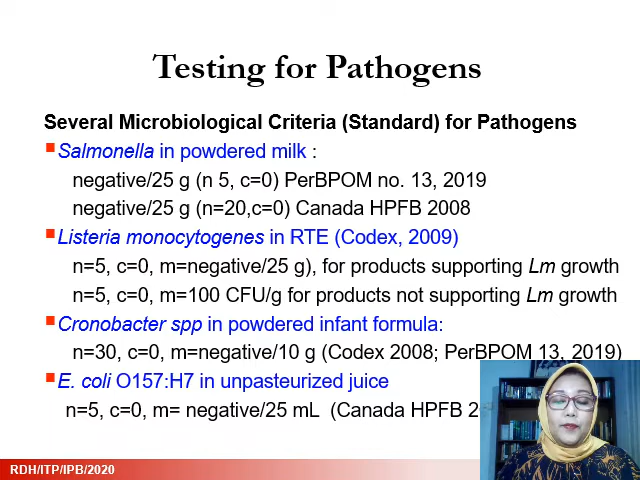 Testing for Pathogens
Several Microbiological Criteria (Standard) for Pathogens
Salmonella in powdered milk :
negative/25 g (n 5, c=0) PerBPOM no. 13, 2019
negative/25 g (n=20,c=0) Canada HPFB 2008
Listeria monocytogenes in RTE (Codex, 2009)
n=5, c=0, m=negative/25 g), for products supporting Lm growth
n=5, c=0, m=100 CFU/g for products not supporting Lm growth
Cronobacter spp in powdered infant formula:
n=30, c=0, m=negative/10 g (Codex 2008; PerBPOM 13, 2019)
E. coli O157:H7 in unpasteurized juice
n=5, c=0, m= negative/25 mL (Canada HPFB
RDH/ITP/IPB/2020